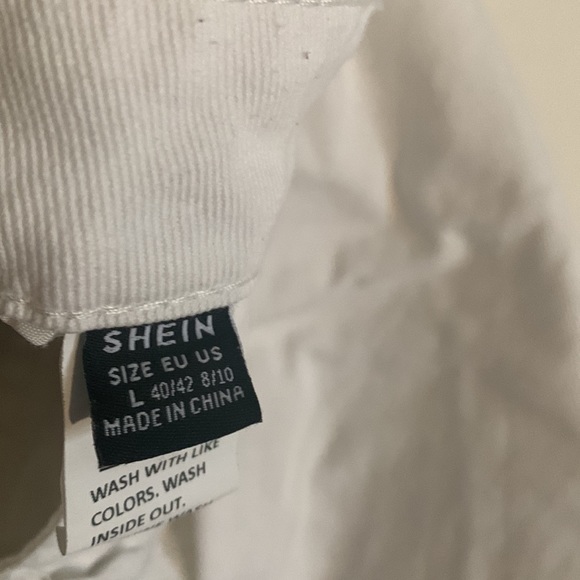 SHEIN
SIZE EU US
L 40/42 8/10
MADE IN CHINA
WASH WITH LIKE
COLORS. WASH
INSIDE OUT.